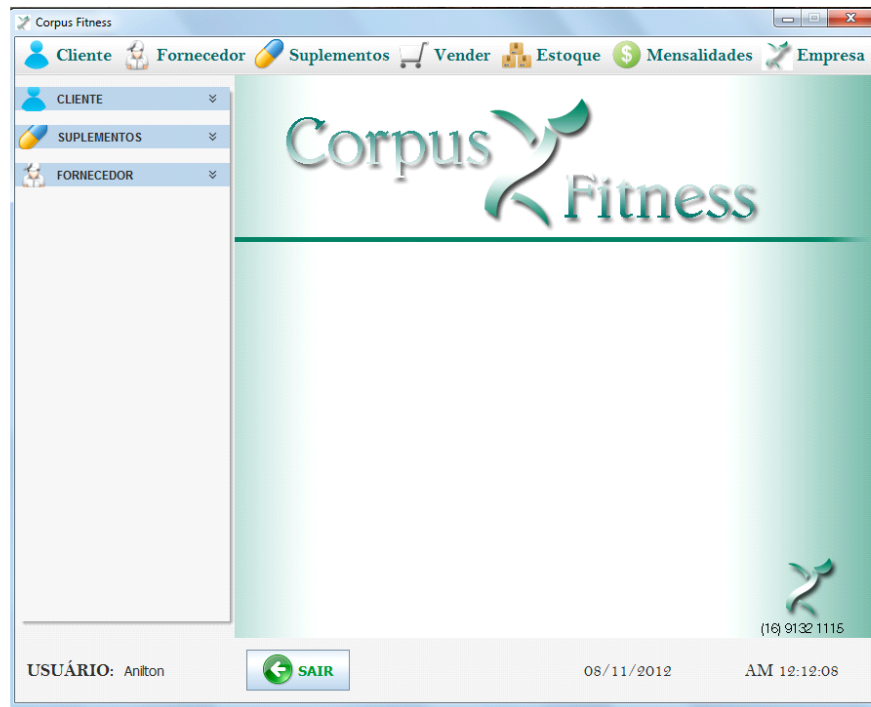 Corpus Fitness
Cliente Fornecedor Suplementos Vender Estoque $ Mensalidades Empresa
CLIENTE
SUPLEMENTOS
FORNECEDOR
Corpus
Fitness
(16) 9132 1115
USUÁRIO: Anilton SAIR 08/11/2012 AM 12:12:08